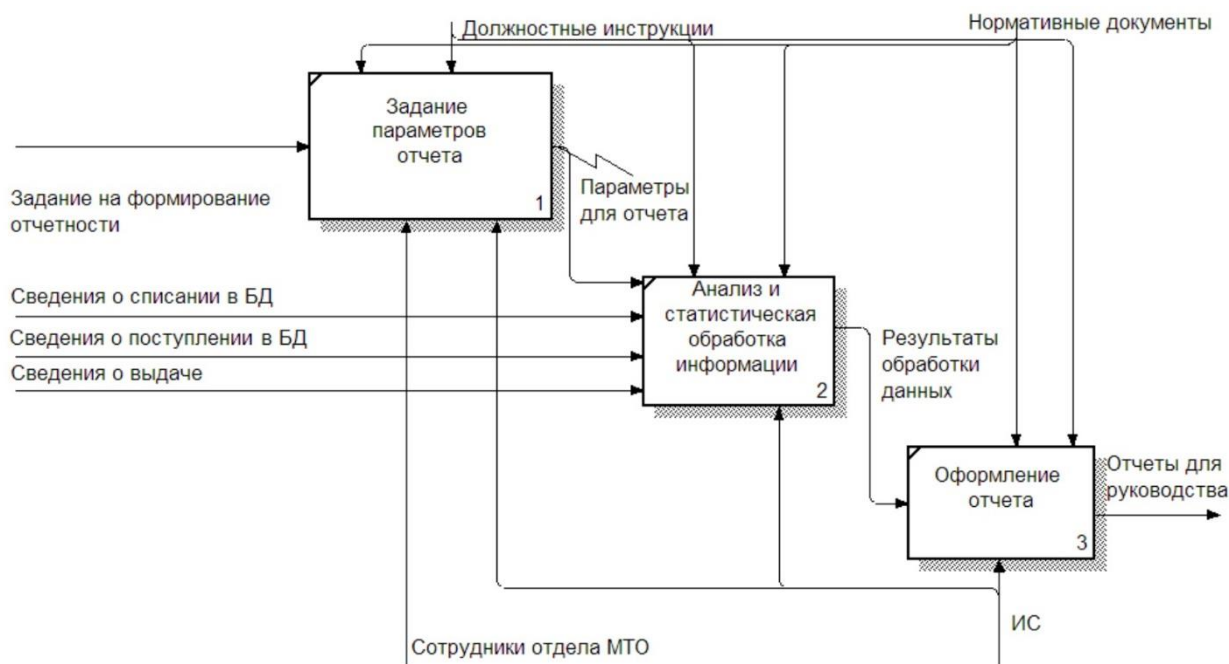 Должностные инструкции
Нормативные документы
Задание
параметров
отчета
1
Задание на формирование
отчетности
Параметры
для отчета
Сведения о списании в БД
Сведения о поступлении в БД
Сведения о выдаче
Анализ и
статистическая
обработка
информации
2
Результаты
обработки
данных
Оформление
отчета
3
Отчеты для
руководства
Сотрудники отдела МТО
ИС